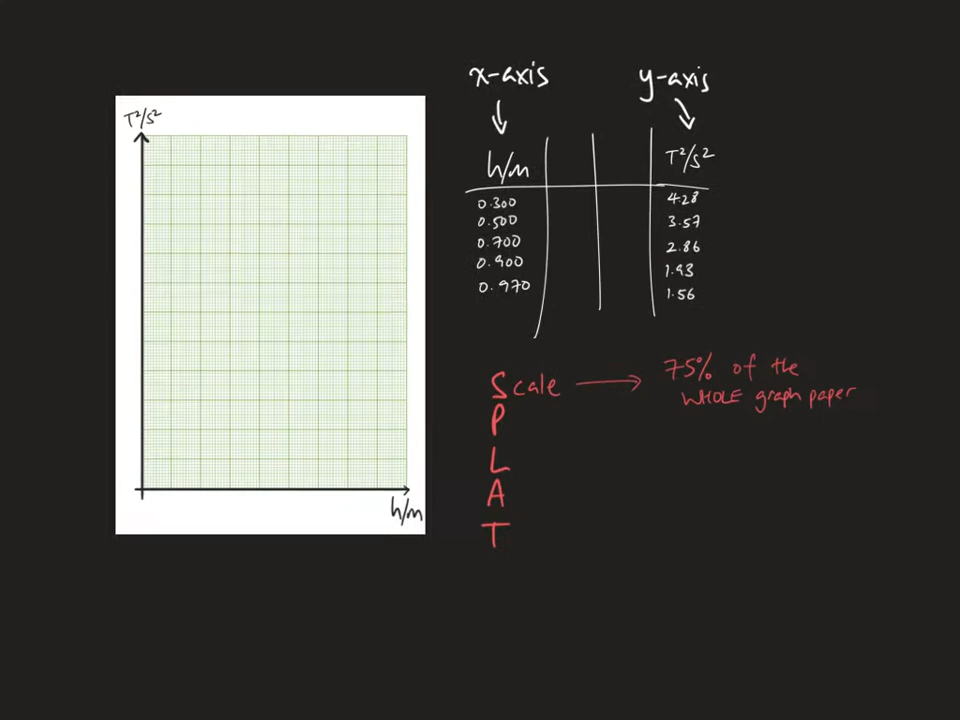 x-axis
y-axis
T²/s²
h/m
T²/s²
0.300
4.28
0.500
3.57
0.700
2.86
0.900
1.93
0.970
1.56
Scale
75% of the
WHOLE graph paper
P
L
A
T
h/m